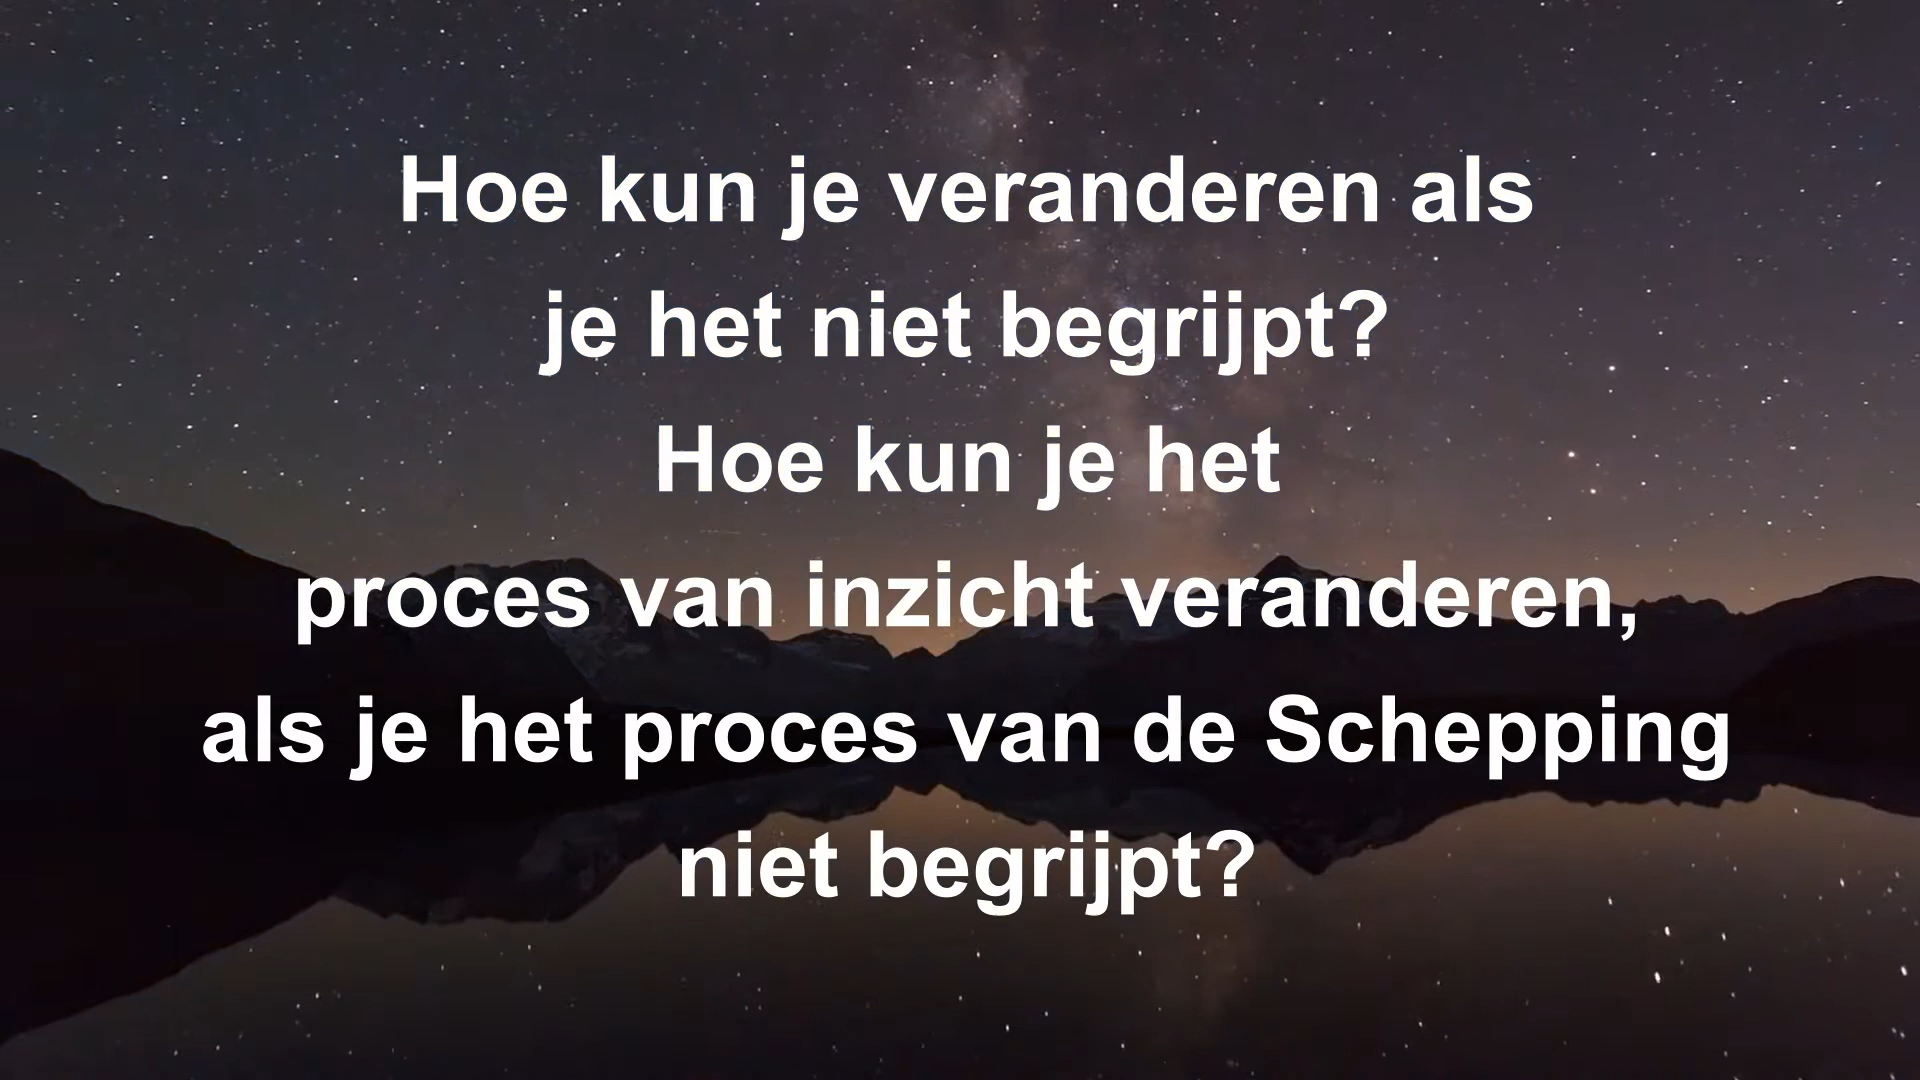 Hoe kun je veranderen als
je het niet begrijpt?
Hoe kun je het
proces van inzicht veranderen,
als je het proces van de Schepping
niet begrijpt?